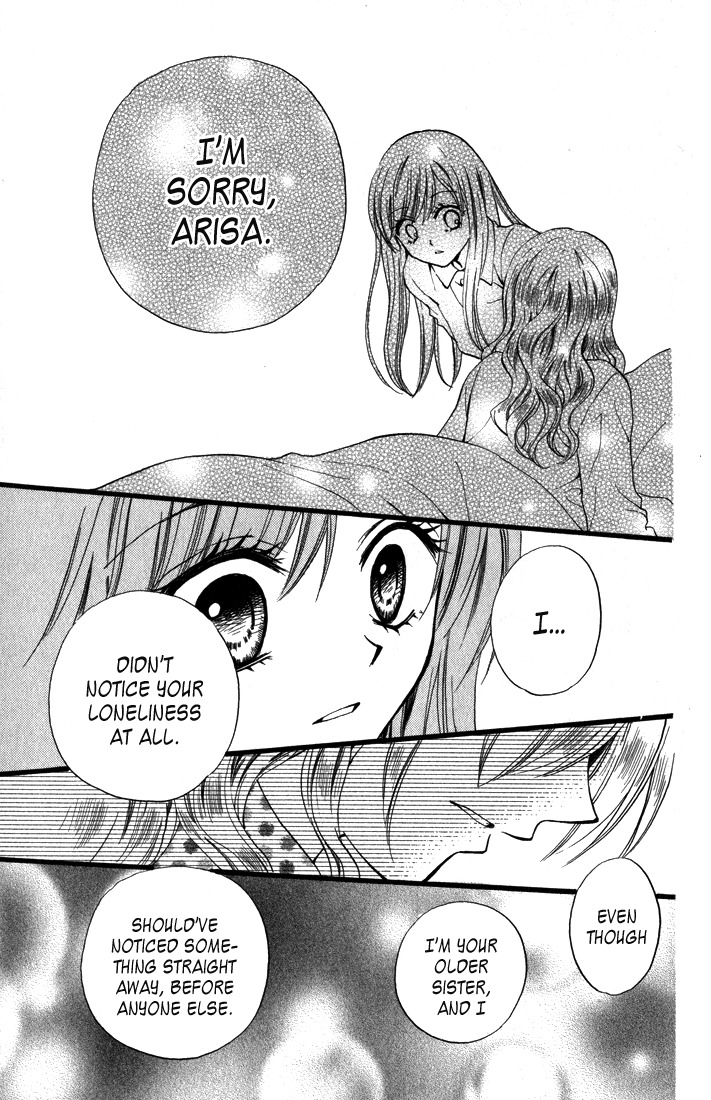 I'M
SORRY,
ARISA.
I...
DIDN'T
NOTICE YOUR
LONELINESS
AT ALL.
EVEN
THOUGH
I'M YOUR
OLDER
SISTER,
AND I
SHOULD'VE
NOTICED SOME-
THING STRAIGHT
AWAY, BEFORE
ANYONE ELSE.